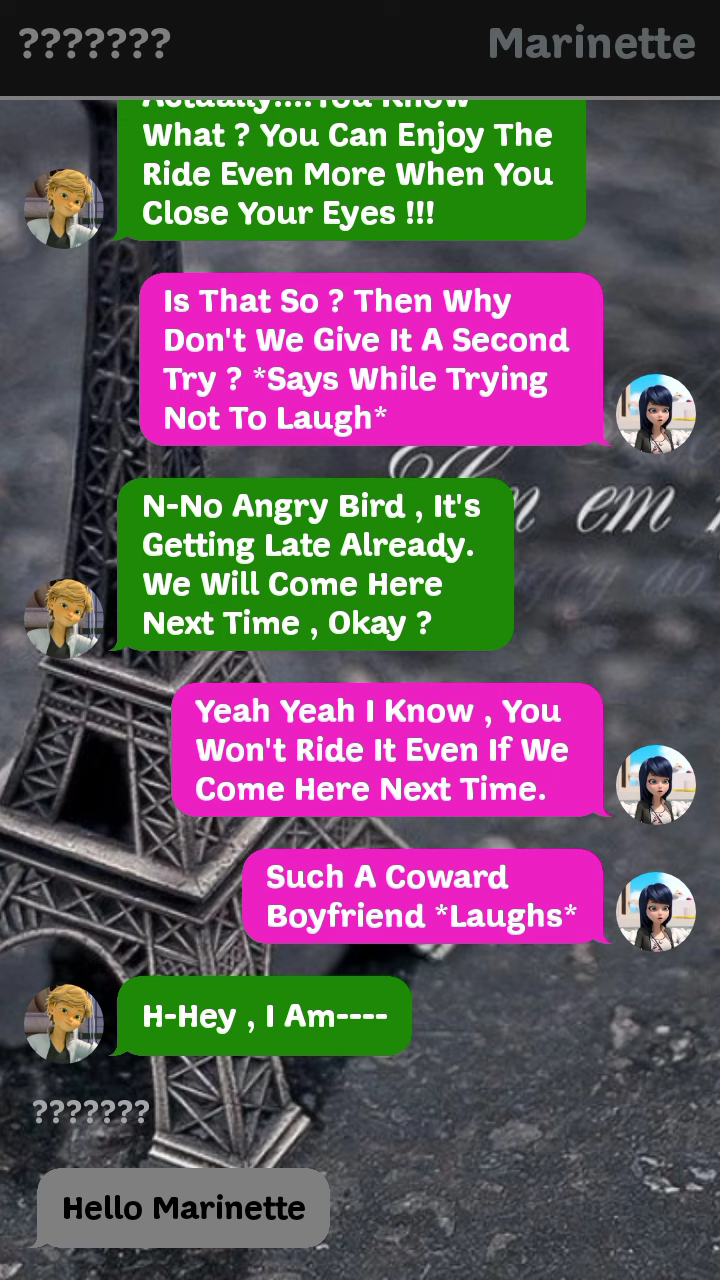 ??????? Marinette
Actually....You Know
What ? You Can Enjoy The
Ride Even More When You
Close Your Eyes !!!
Is That So ? Then Why
Don't We Give It A Second
Try ? *Says While Trying
Not To Laugh*
em
N-No Angry Bird , It's
Getting Late Already.
We Will Come Here
Next Time , Okay ?
Yeah Yeah I Know , You
Won't Ride It Even If We
Come Here Next Time.
Such A Coward
Boyfriend *Laughs*
H-Hey , I Am----
???????
Hello Marinette